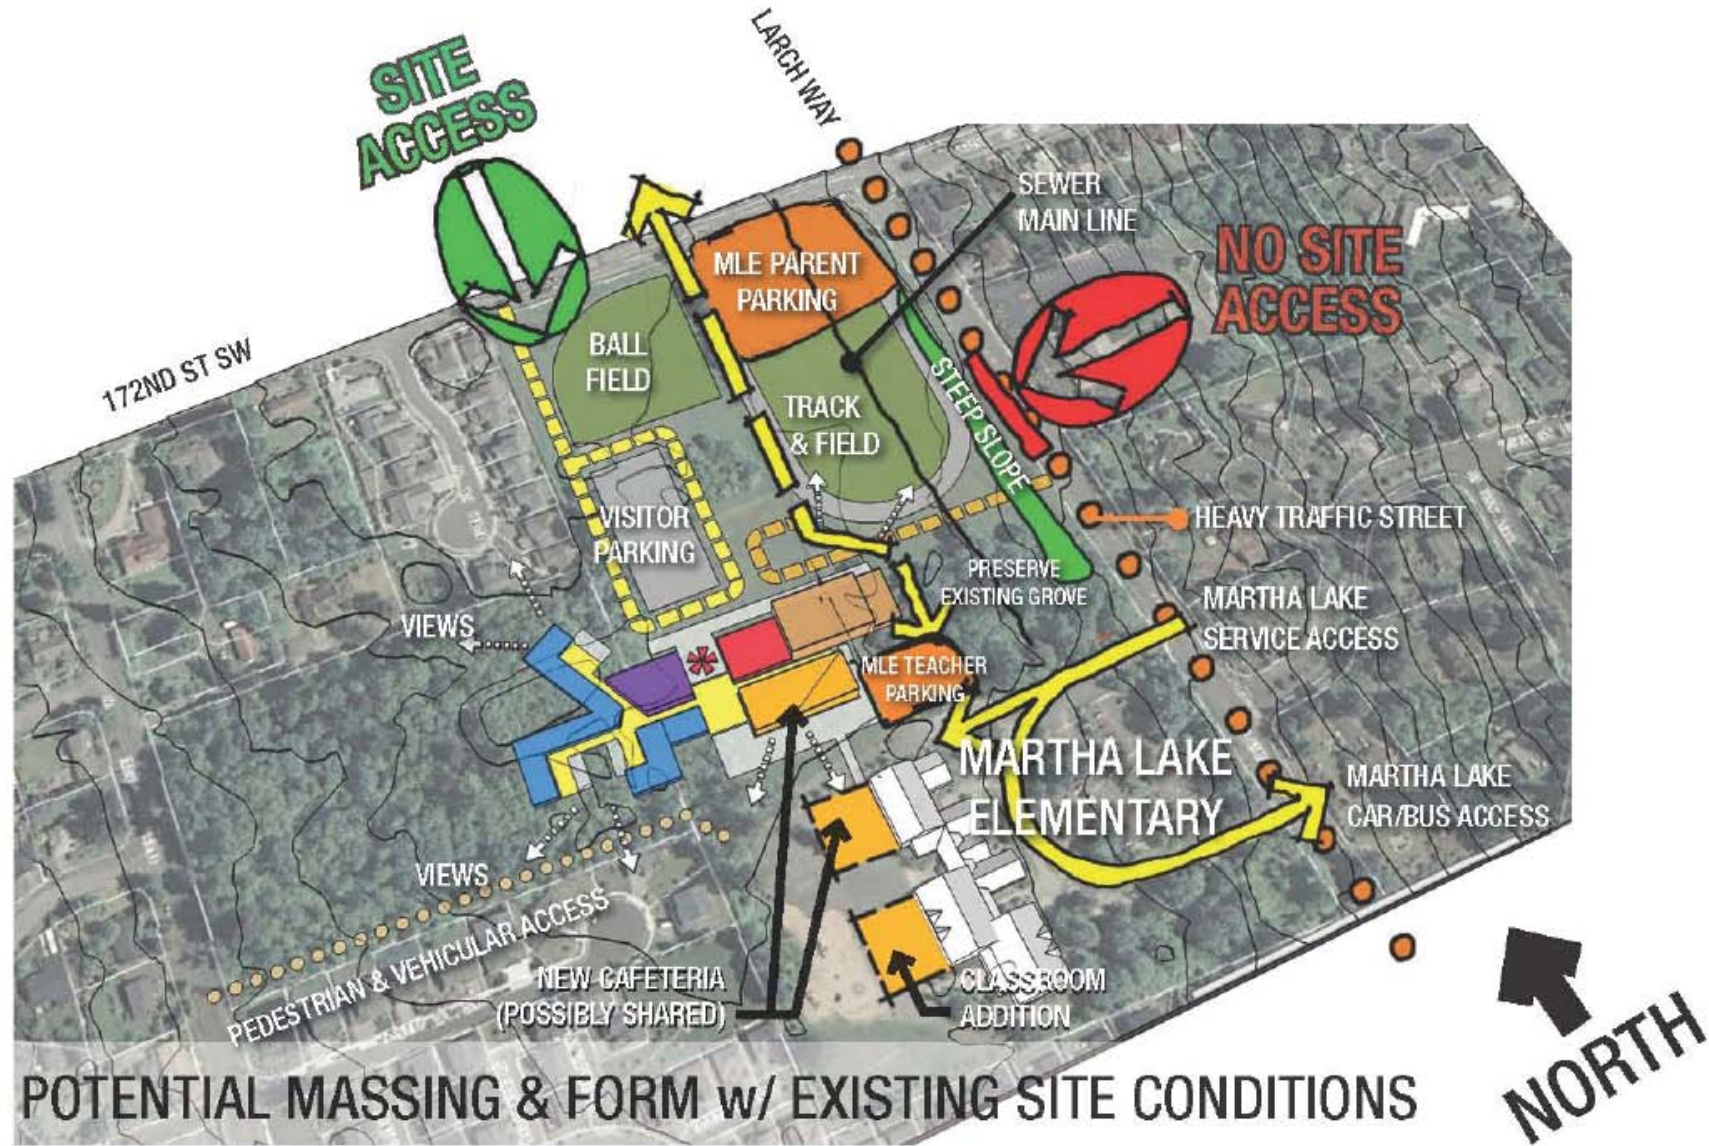 LARCH WAY
SITE
ACCESS
SEWER
MAIN LINE
NO SITE
ACCESS
MLE PARENT
PARKING
172ND ST SW
BALL
FIELD
STEEP SLOPE
TRACK
& FIELD
VISITOR
PARKING
HEAVY TRAFFIC STREET
PRESERVE
EXISTING GROVE
MARTHA LAKE
SERVICE ACCESS
VIEWS
MLE TEACHER
PARKING
MARTHA LAKE
ELEMENTARY
MARTHA LAKE
CAR/BUS ACCESS
VIEWS
PEDESTRIAN & VEHICULAR ACCESS
NEW CAFETERIA
(POSSIBLY SHARED)
CLASSROOM
ADDITION
POTENTIAL MASSING & FORM w/ EXISTING SITE CONDITIONS
NORTH